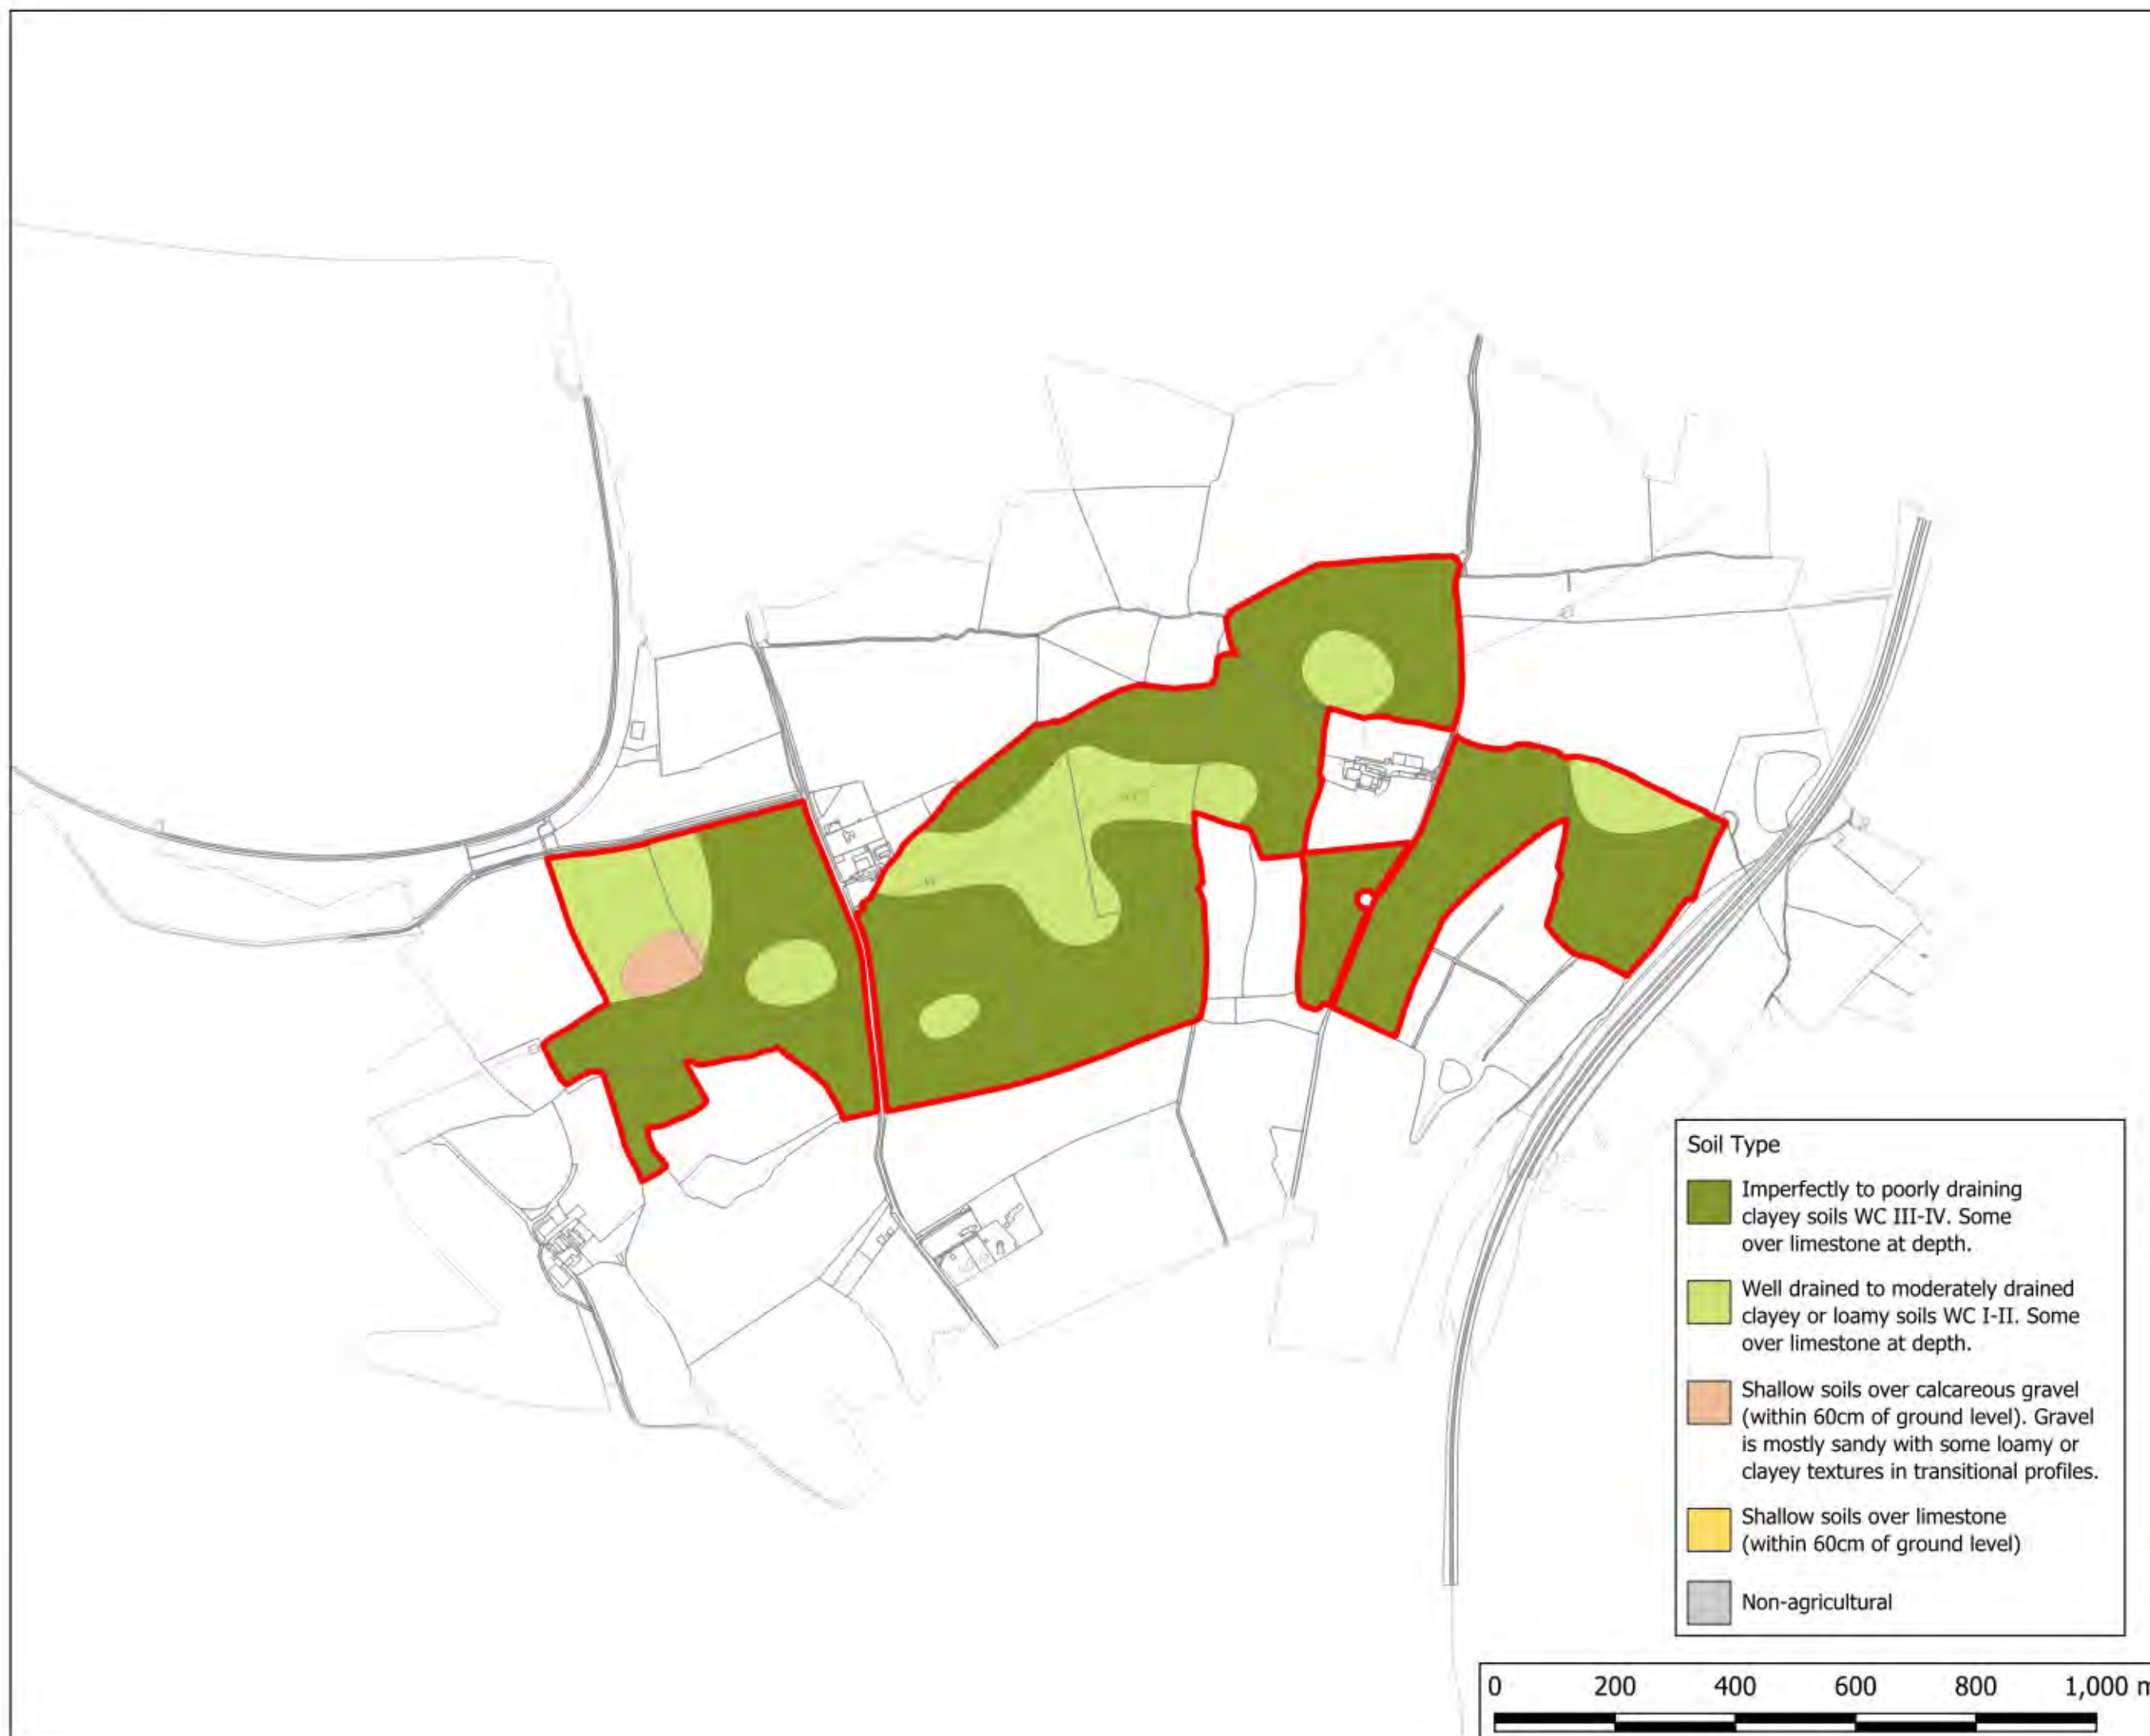 Soil Type
Imperfectly to poorly draining
clayey soils WC III-IV. Some
over limestone at depth.
Well drained to moderately drained
clayey or loamy soils WC I-II. Some
over limestone at depth.
Shallow soils over calcareous gravel
(within 60cm of ground level). Gravel
is mostly sandy with some loamy or
clayey textures in transitional profiles.
Shallow soils over limestone
(within 60cm of ground level)
Non-agricultural
0 200 400 600 800 1,000 m